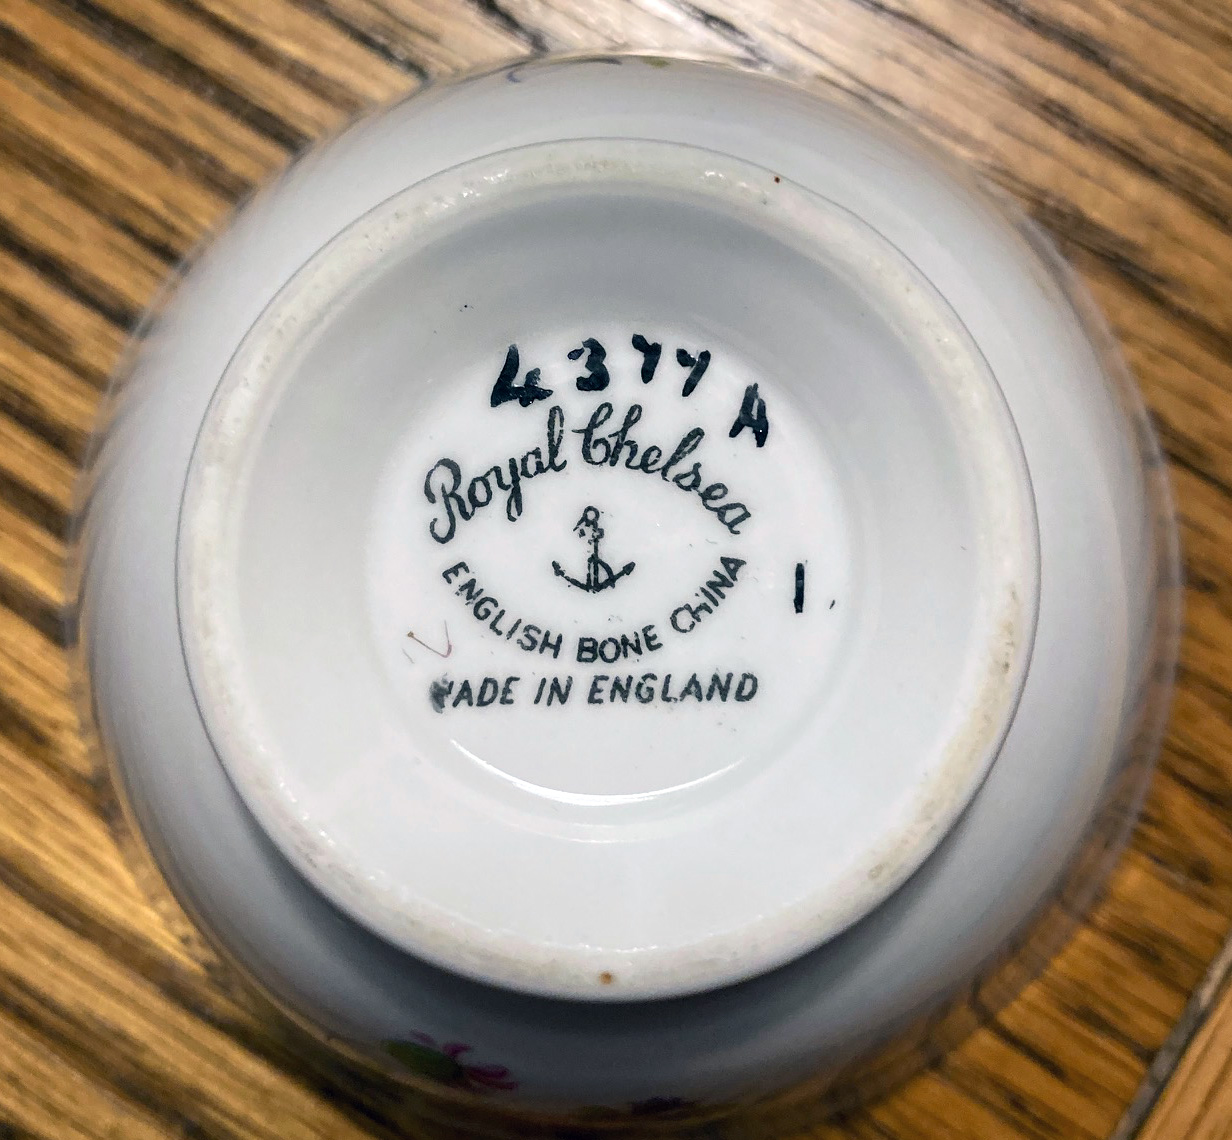 4377 A
Royal Chelsea
ENGLISH BONE CHINA
1
MADE IN ENGLAND